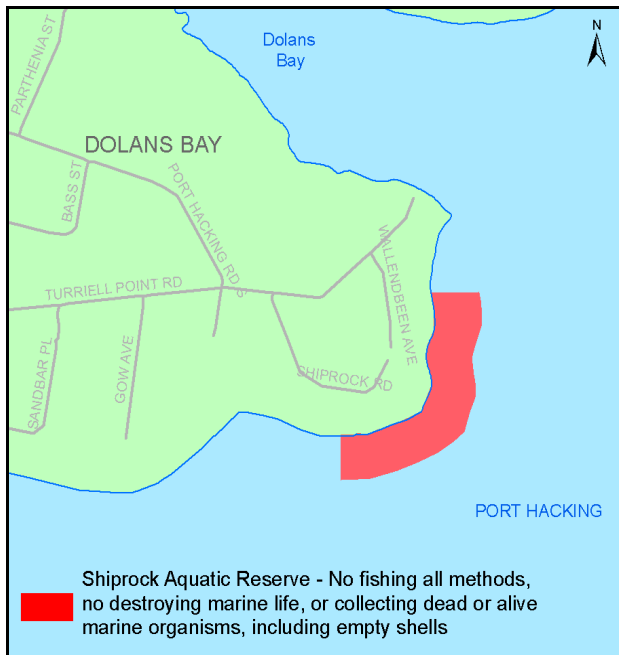 PARTHENIA ST
Dolans
Bay
N
DOLANS BAY
BASS ST
PORT HACKING RD S
WALLENDBEEN AVE
TURRIELL POINT RD
SANDBAR PL
GOW AVE
SHIPROCK RD
PORT HACKING
Shiprock Aquatic Reserve - No fishing all methods,
no destroying marine life, or collecting dead or alive
marine organisms, including empty shells